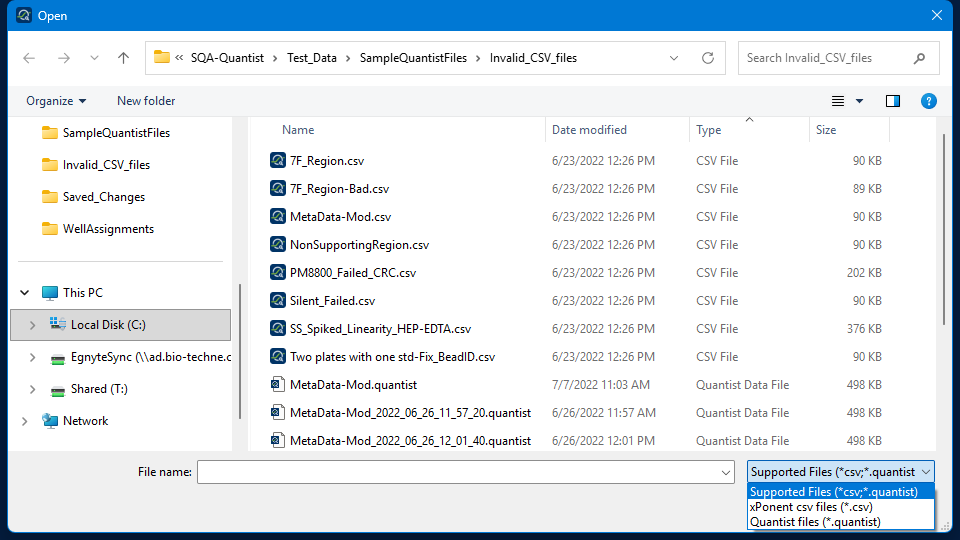 Open
« SQA-Quantist > Test_Data > SampleQuantistFiles > Invalid_CSV_files
Search Invalid_CSV_files
Organize
New folder
SampleQuantistFiles
Invalid_CSV_files
Saved_Changes
WellAssignments
This PC
Local Disk (C:)
EgnyteSync (\\ad.bio-techne.c
Shared (T:)
Network
Name Date modified Type Size
7F_Region.csv 6/23/2022 12:26 PM CSV File 90 KB
7F_Region-Bad.csv 6/23/2022 12:26 PM CSV File 89 KB
MetaData-Mod.csv 6/23/2022 12:26 PM CSV File 90 KB
NonSupportingRegion.csv 6/23/2022 12:26 PM CSV File 90 KB
PM8800_Failed_CRC.csv 6/23/2022 12:26 PM CSV File 202 KB
Silent_Failed.csv 6/23/2022 12:26 PM CSV File 90 KB
SS_Spiked_Linearity_HEP-EDTA.csv 6/23/2022 12:26 PM CSV File 376 KB
Two plates with one std-Fix_BeadID.csv 6/23/2022 12:26 PM CSV File 90 KB
MetaData-Mod.quantist 7/7/2022 11:03 AM Quantist Data File 498 KB
MetaData-Mod_2022_06_26_11_57_20.quantist 6/26/2022 11:57 AM Quantist Data File 498 KB
MetaData-Mod_2022_06_26_12_01_40.quantist 6/26/2022 12:01 PM Quantist Data File 498 KB
File name:
Supported Files (*csv;*.quantist
Supported Files (*csv;*.quantist)
xPonent csv files (*.csv)
Quantist files (*.quantist)